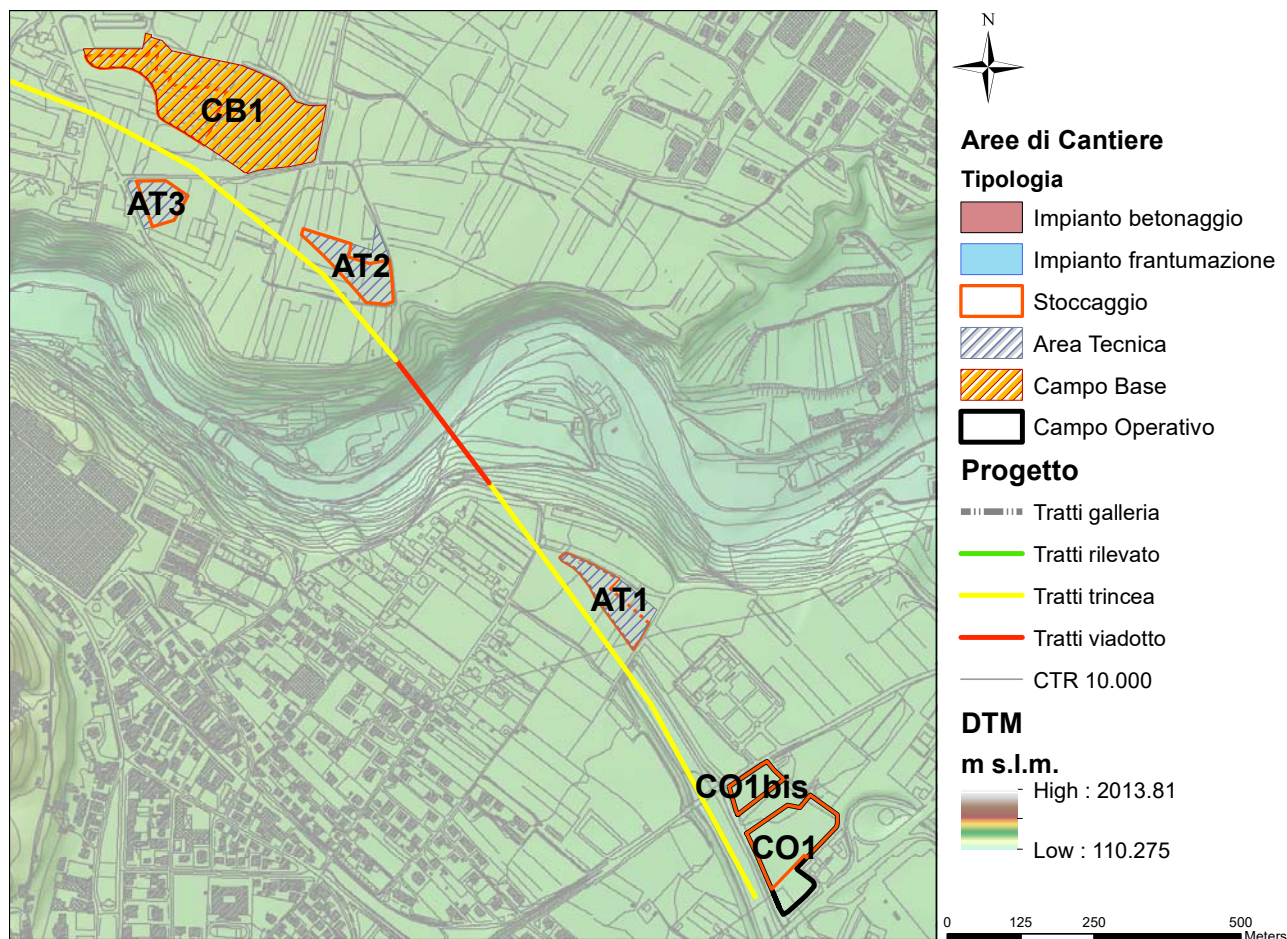 CB1
AT3
AT2
AT1
CO1bis
CO1
N
Aree di Cantiere
Tipologia
Impianto betonaggio
Impianto frantumazione
Stoccaggio
Area Tecnica
Campo Base
Campo Operativo
Progetto
Tratti galleria
Tratti rilevato
Tratti trincea
Tratti viadotto
CTR 10.000
DTM
m s.l.m.
High : 2013.81
Low : 110.275
0 125 250 500
Meters